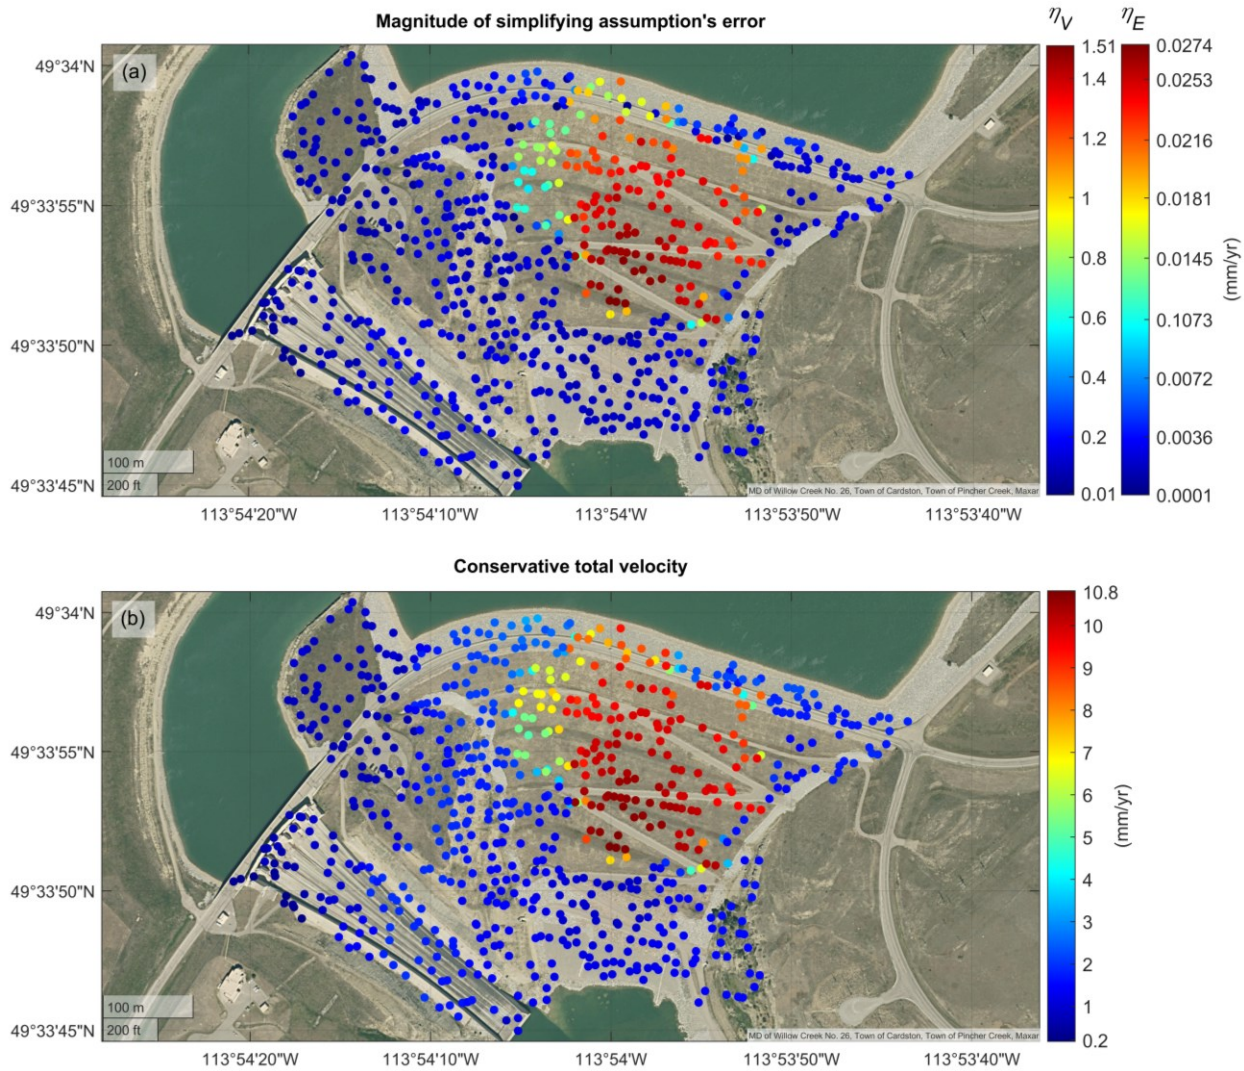 Magnitude of simplifying assumption's error
η_V η_E
(a)
49°34'N
49°33'55"N
49°33'50"N
49°33'45"N
100 m
200 ft
MD of Willow Creek No. 26, Town of Cardston, Town of Pincher Creek, Maxar
113°54'20"W 113°54'10"W 113°54'W 113°53'50"W 113°53'40"W
1.51 0.0274
1.4 0.0253
1.2 0.0216
1 0.0181
0.8 0.0145
0.6 0.1073
0.4 0.0072
0.2 0.0036
0.01 0.0001
(mm/yr)
Conservative total velocity
(b)
49°34'N
49°33'55"N
49°33'50"N
49°33'45"N
100 m
200 ft
MD of Willow Creek No. 26, Town of Cardston, Town of Pincher Creek, Maxar
113°54'20"W 113°54'10"W 113°54'W 113°53'50"W 113°53'40"W
10.8
10
9
8
7
6
5
4
3
2
1
0.2
(mm/yr)